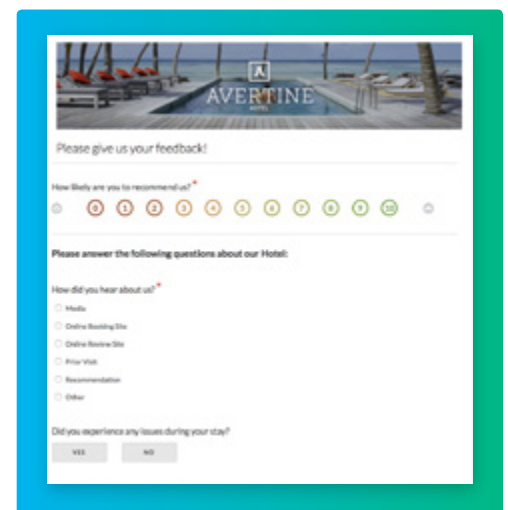 A
AVERTINE
HOTEL
Please give us your feedback!
How likely are you to recommend us? *
0 1 2 3 4 5 6 7 8 9 10
Please answer the following questions about our Hotel:
How did you hear about us? *
Media
Online Booking Site
Online Review Site
Prior Visit
Recommendation
Other
Did you experience any issues during your stay?
YES NO